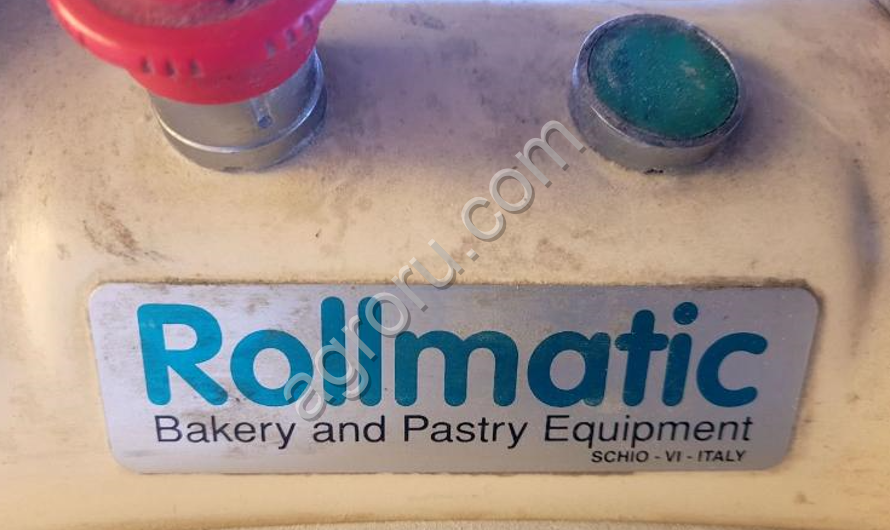 Rollmatic
Bakery and Pastry Equipment
SCHIO - VI - ITALY
agroru.com